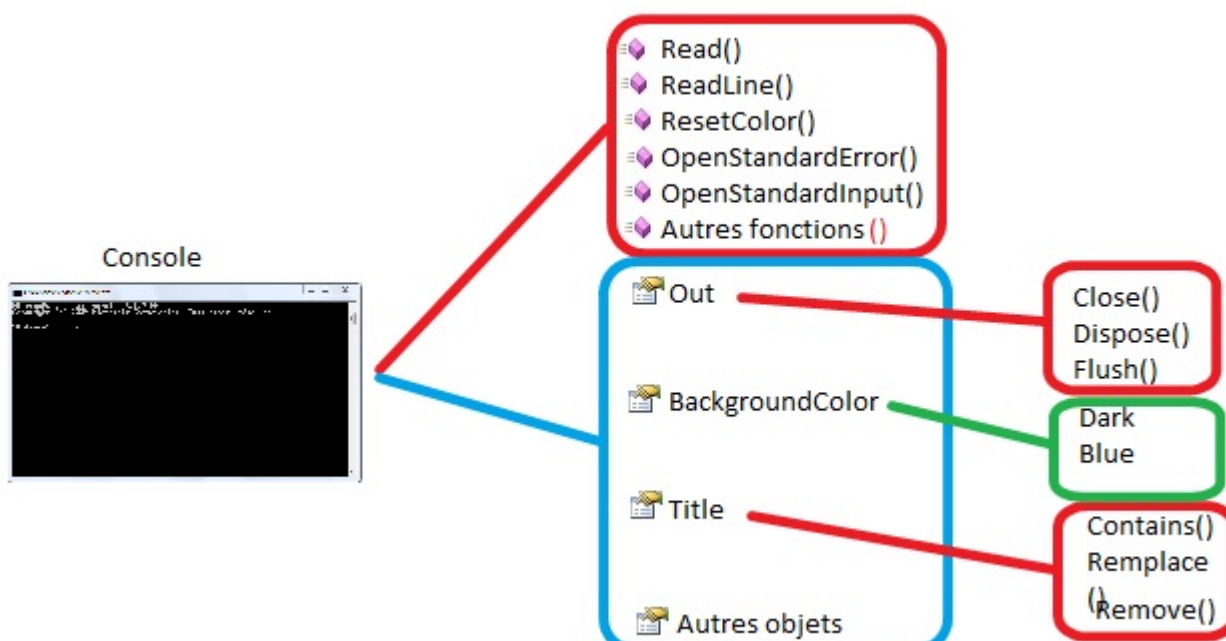 Console
Read()
ReadLine()
ResetColor()
OpenStandardError()
OpenStandardInput()
Autres fonctions ()
Out
BackgroundColor
Title
Autres objets
Close()
Dispose()
Flush()
Dark
Blue
Contains()
Remplace
()
Remove()